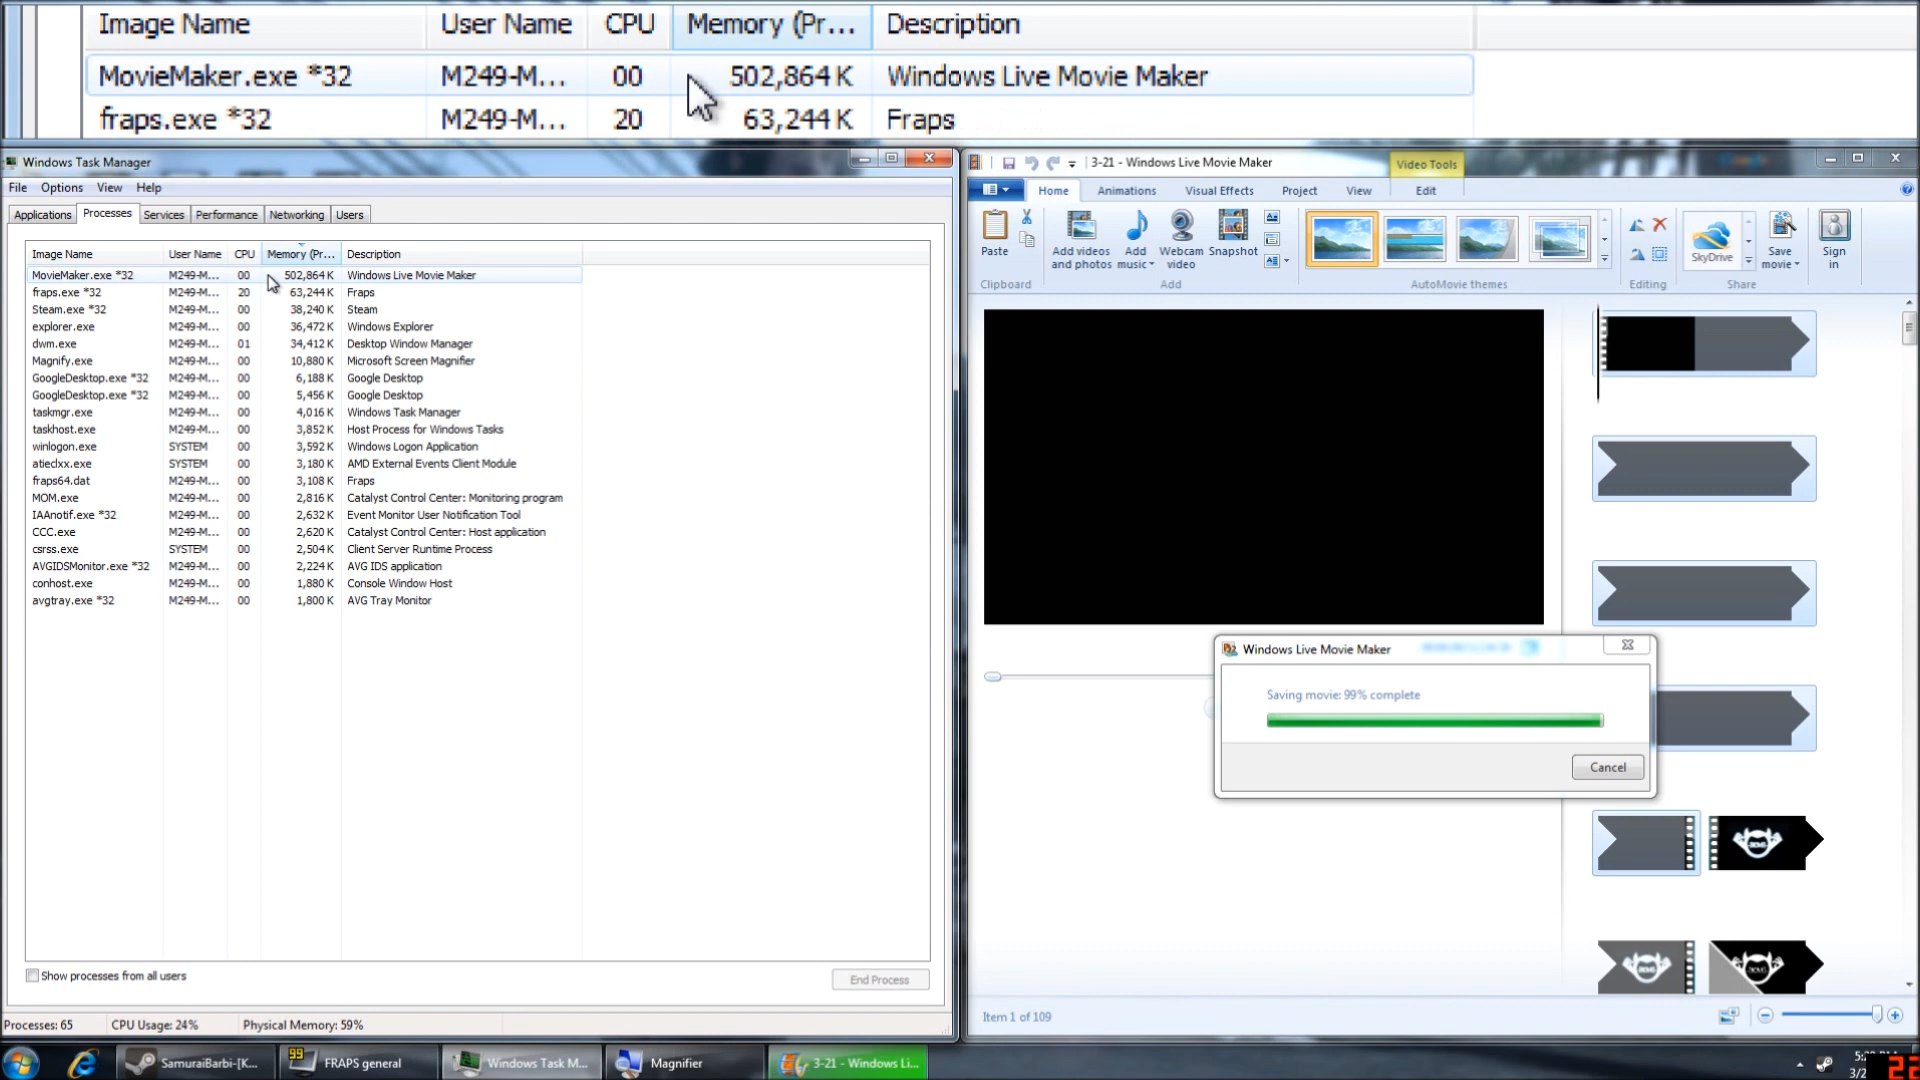 Image Name User Name CPU Memory (Pr... Description
MovieMaker.exe *32 M249-M... 00 502,864 K Windows Live Movie Maker
fraps.exe *32 M249-M... 20 63,244 K Fraps
Windows Task Manager
File Options View Help
Applications Processes Services Performance Networking Users
Image Name User Name CPU Memory (Pr... Description
MovieMaker.exe *32 M249-M... 00 502,864 K Windows Live Movie Maker
fraps.exe *32 M249-M... 20 63,244 K Fraps
Steam.exe *32 M249-M... 00 38,240 K Steam
explorer.exe M249-M... 00 36,472 K Windows Explorer
dwm.exe M249-M... 01 34,412 K Desktop Window Manager
Magnify.exe M249-M... 00 10,880 K Microsoft Screen Magnifier
GoogleDesktop.exe *32 M249-M... 00 6,188 K Google Desktop
GoogleDesktop.exe *32 M249-M... 00 5,456 K Google Desktop
taskmgr.exe M249-M... 00 4,016 K Windows Task Manager
taskhost.exe M249-M... 00 3,852 K Host Process for Windows Tasks
winlogon.exe SYSTEM 00 3,592 K Windows Logon Application
atieclxx.exe SYSTEM 00 3,180 K AMD External Events Client Module
fraps64.dat M249-M... 00 3,108 K Fraps
MOM.exe M249-M... 00 2,816 K Catalyst Control Center: Monitoring program
IAAnotif.exe *32 M249-M... 00 2,632 K Event Monitor User Notification Tool
CCC.exe M249-M... 00 2,620 K Catalyst Control Center: Host application
csrss.exe SYSTEM 00 2,504 K Client Server Runtime Process
AVGIDSMonitor.exe *32 M249-M... 00 2,224 K AVG IDS application
conhost.exe M249-M... 00 1,880 K Console Window Host
avgtray.exe *32 M249-M... 00 1,800 K AVG Tray Monitor
Show processes from all users
End Process
Processes: 65 CPU Usage: 24% Physical Memory: 59%
3-21 - Windows Live Movie Maker
Video Tools
Home Animations Visual Effects Project View Edit
Paste
Add videos and photos
Add music
Webcam video
Snapshot
SkyDrive
Save movie
Sign in
Clipboard Add AutoMovie themes Editing Share
Windows Live Movie Maker
Saving movie: 99% complete
Cancel
Item 1 of 109
SamuraiBarbi-[K...
99
FRAPS general
Windows Task M...
Magnifier
3-21 - Windows Li...